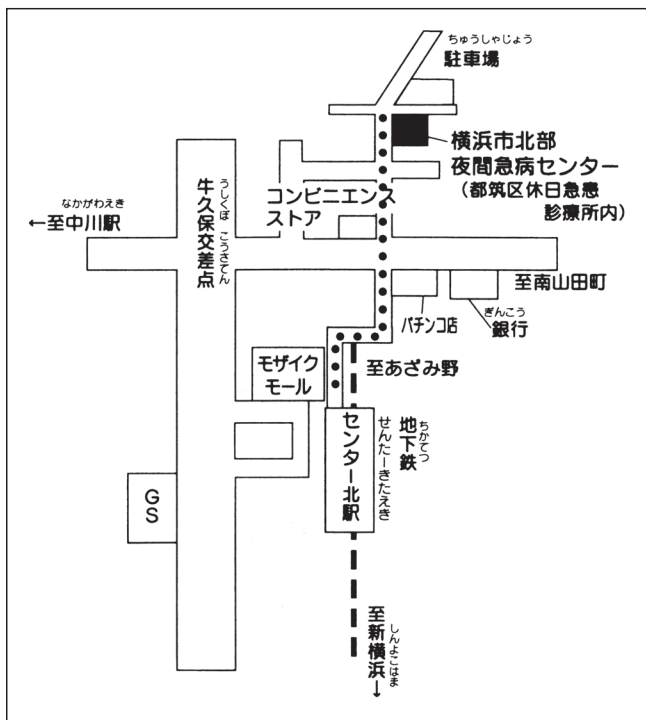 ちゅうしゃじょう
駐車場
横浜市北部
夜間急病センター
(都筑区休日急患
診療所内)
コンビニエンス
ストア
うしくぼ こうさてん
牛久保交差点
なかがわえき
←至中川駅
至南山田町
パチンコ店
ぎんこう
銀行
モザイク
モール
至あざみ野
ちかてつ
地下鉄
せんたーきたえき
センター北駅
GS
しんよこはま
至新横浜→